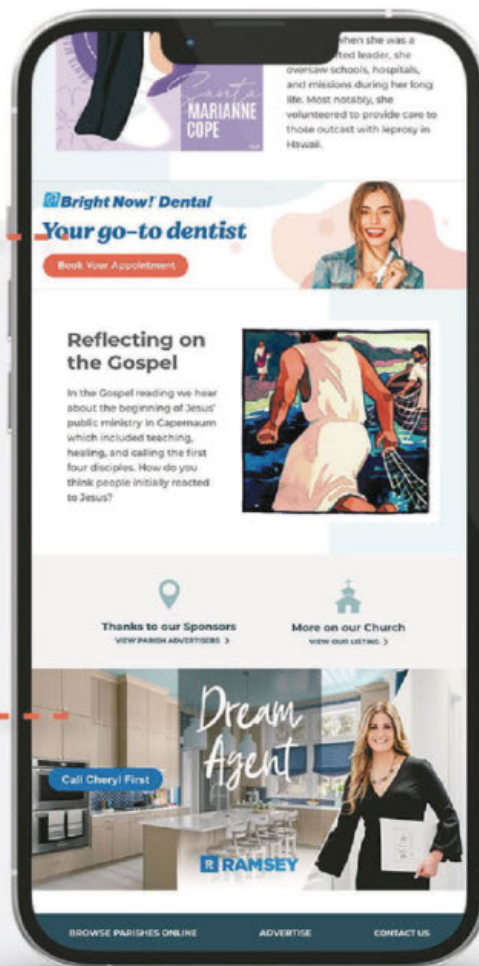 when she was a
ted leader, she
oversaw schools, hospitals,
and missions during her long
life. Most notably, she
volunteered to provide care to
those outcast with leprosy in
Hawaii.
MARIANNE
COPE
Bright Now!® Dental
Your go-to dentist
Book Your Appointment
Reflecting on
the Gospel
In the Gospel reading we hear
about the beginning of Jesus'
public ministry in Capernaum
which included teaching,
healing, and calling the first
four disciples. How do you
think people initially reacted
to Jesus?
Thanks to our Sponsors
VIEW PARISH ADVERTISERS >
More on our Church
VIEW OUR LISTING >
Dream
Agent
Call Cheryl First
R RAMSEY
BROWSE PARISHES ONLINE
ADVERTISE
CONTACT US